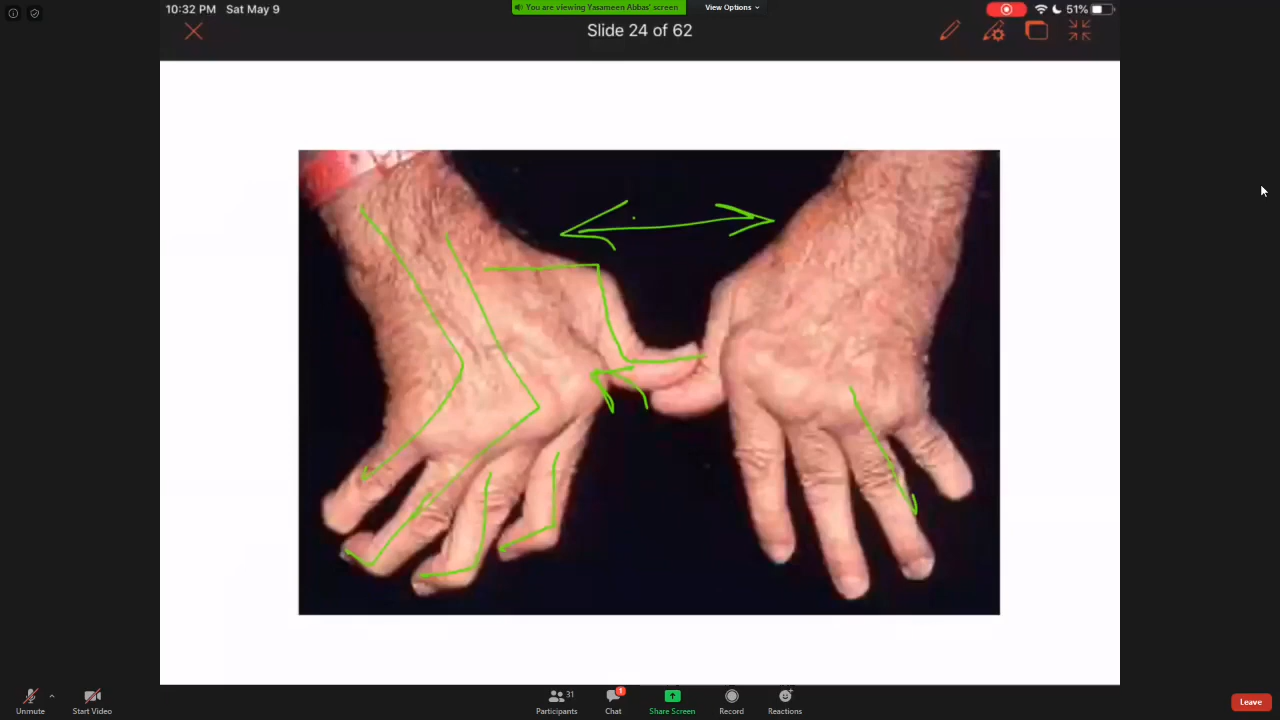 10:32 PM Sat May 9
You are viewing Yasameen Abbas' screen
View Options
51%
Slide 24 of 62
Unmute
Start Video
31
Participants
1
Chat
Share Screen
Record
Reactions
Leave